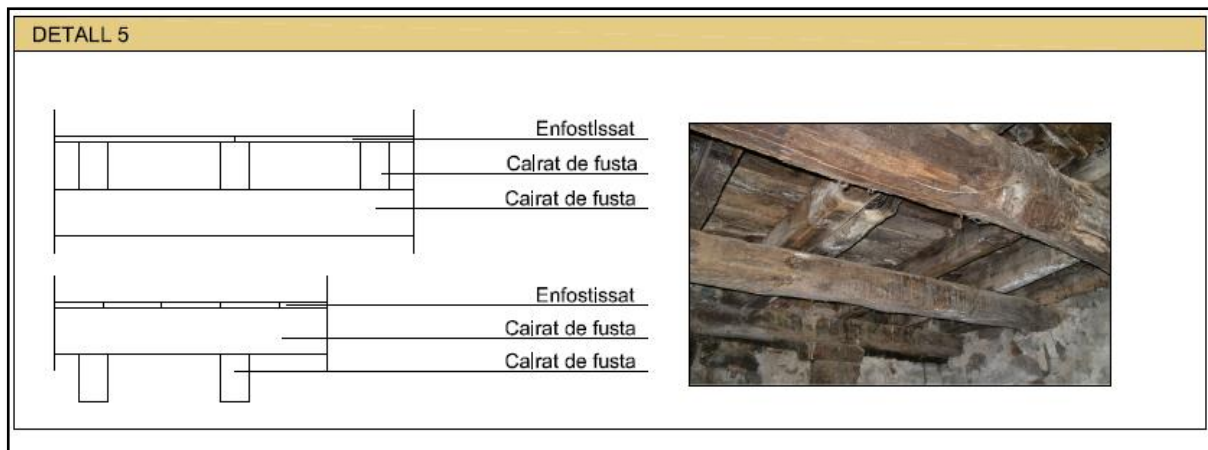 DETALL 5
Enfostissat
Cairat de fusta
Cairat de fusta
Enfostissat
Cairat de fusta
Cairat de fusta